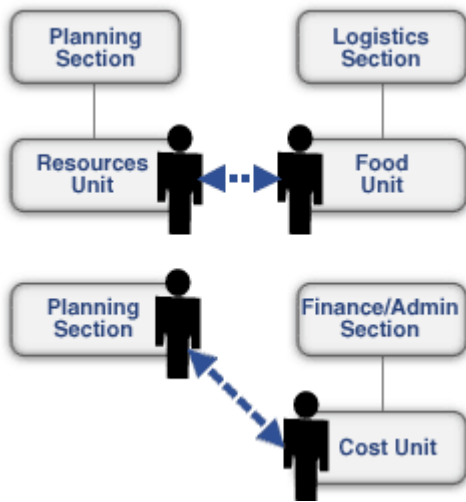 Planning
Section
Logistics
Section
Resources
Unit
Food
Unit
Planning
Section
Finance/Admin
Section
Cost Unit